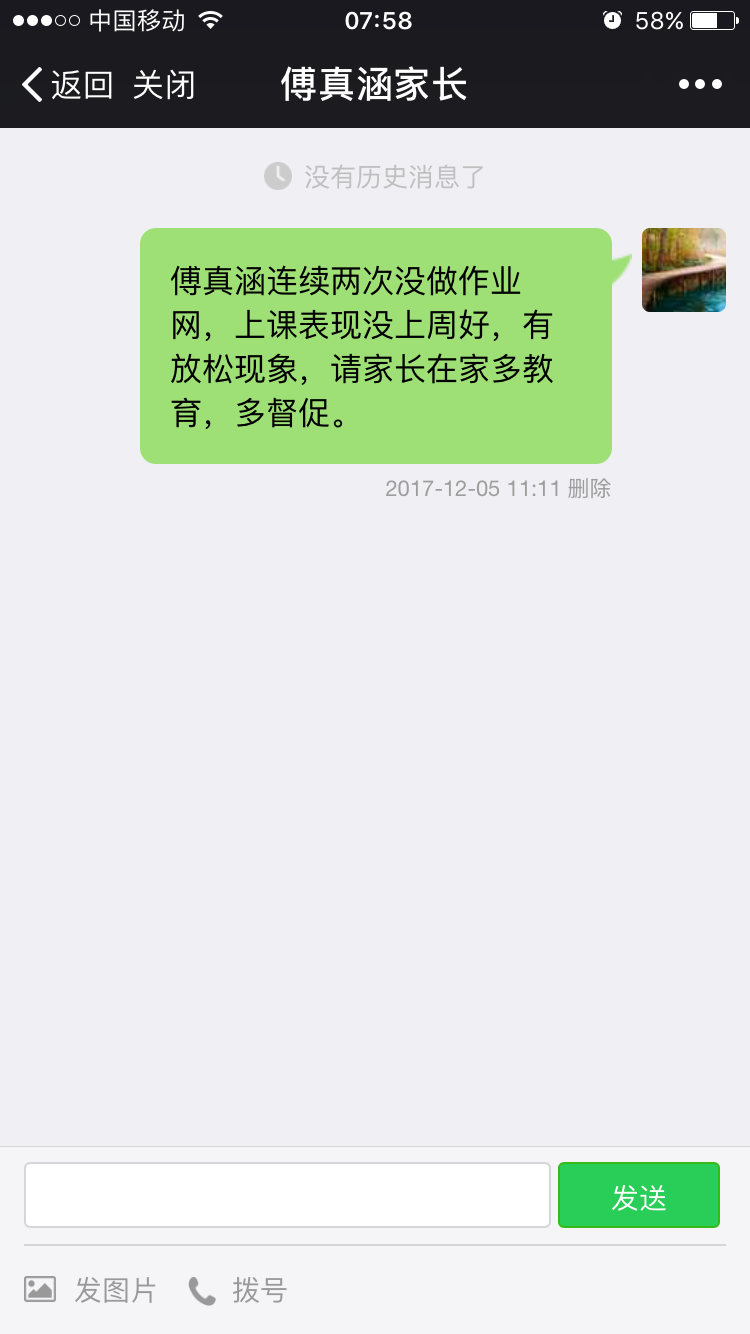 中国移动 07:58 58%
返回 关闭 傅真涵家长
没有历史消息了
傅真涵连续两次没做作业
网，上课表现没上周好，有
放松现象，请家长在家多教
育，多督促。
2017-12-05 11:11 删除
发送
发图片 拨号